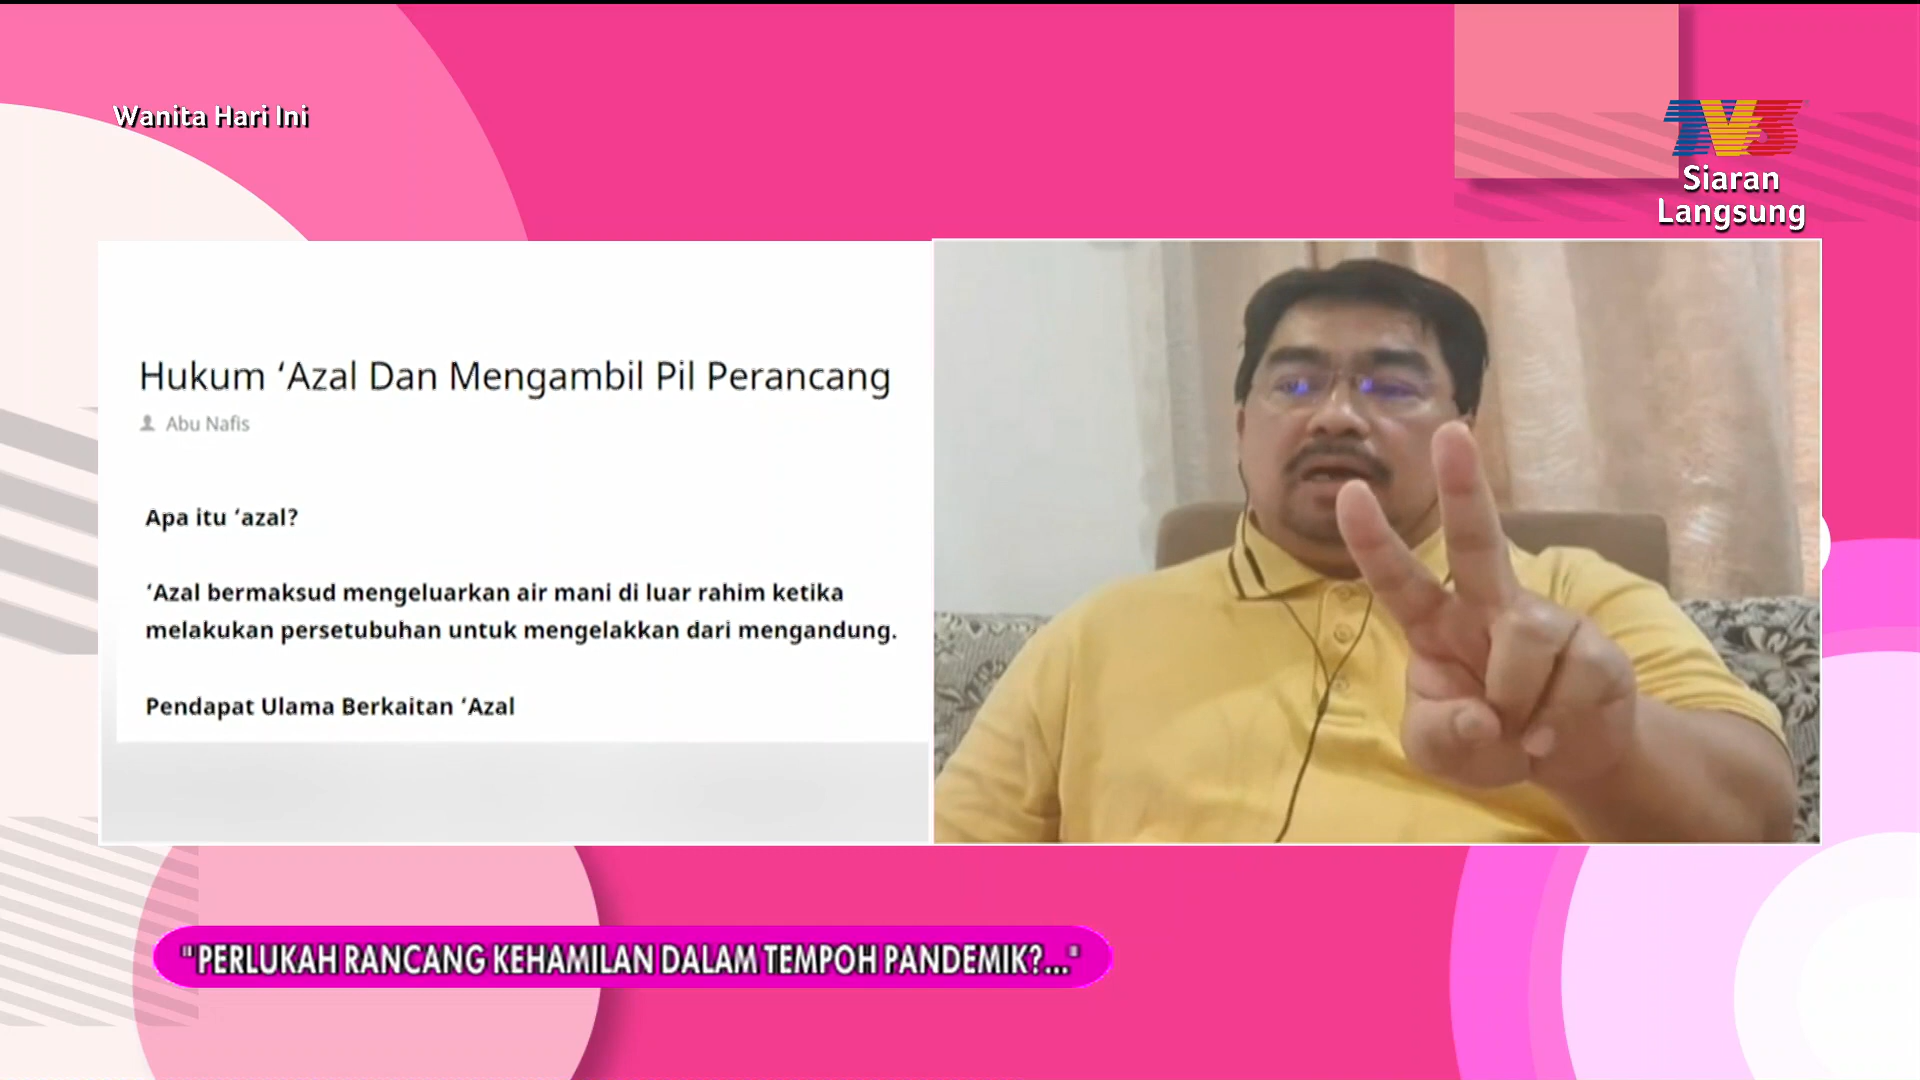 Wanita Hari Ini
TV3
Siaran
Langsung
Hukum ‘Azal Dan Mengambil Pil Perancang
Abu Nafis
Apa itu ‘azal?
‘Azal bermaksud mengeluarkan air mani di luar rahim ketika
melakukan persetubuhan untuk mengelakkan dari mengandung.
Pendapat Ulama Berkaitan ‘Azal
"PERLUKAH RANCANG KEHAMILAN DALAM TEMPOH PANDEMIK?..."